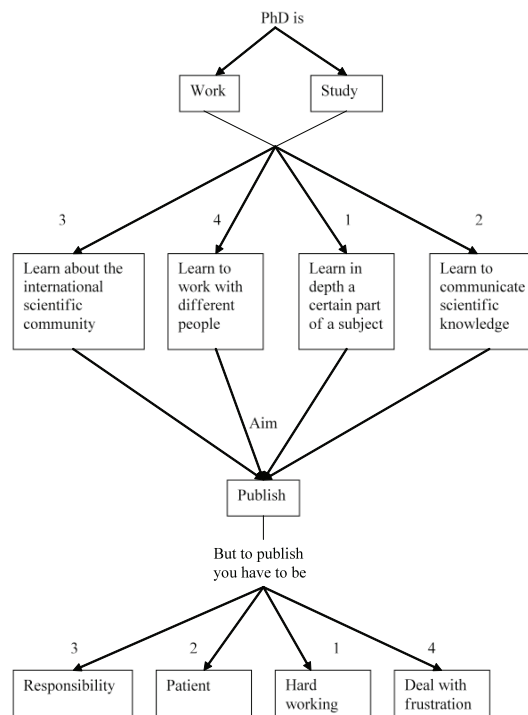 PhD is
Work
Study
3
4
1
2
Learn about the
international
scientific
community
Learn to
work with
different
people
Learn in
depth a
certain part
of a subject
Learn to
communicate
scientific
knowledge
Aim
Publish
But to publish
you have to be
3
2
1
4
Responsibility
Patient
Hard
working
Deal with
frustration